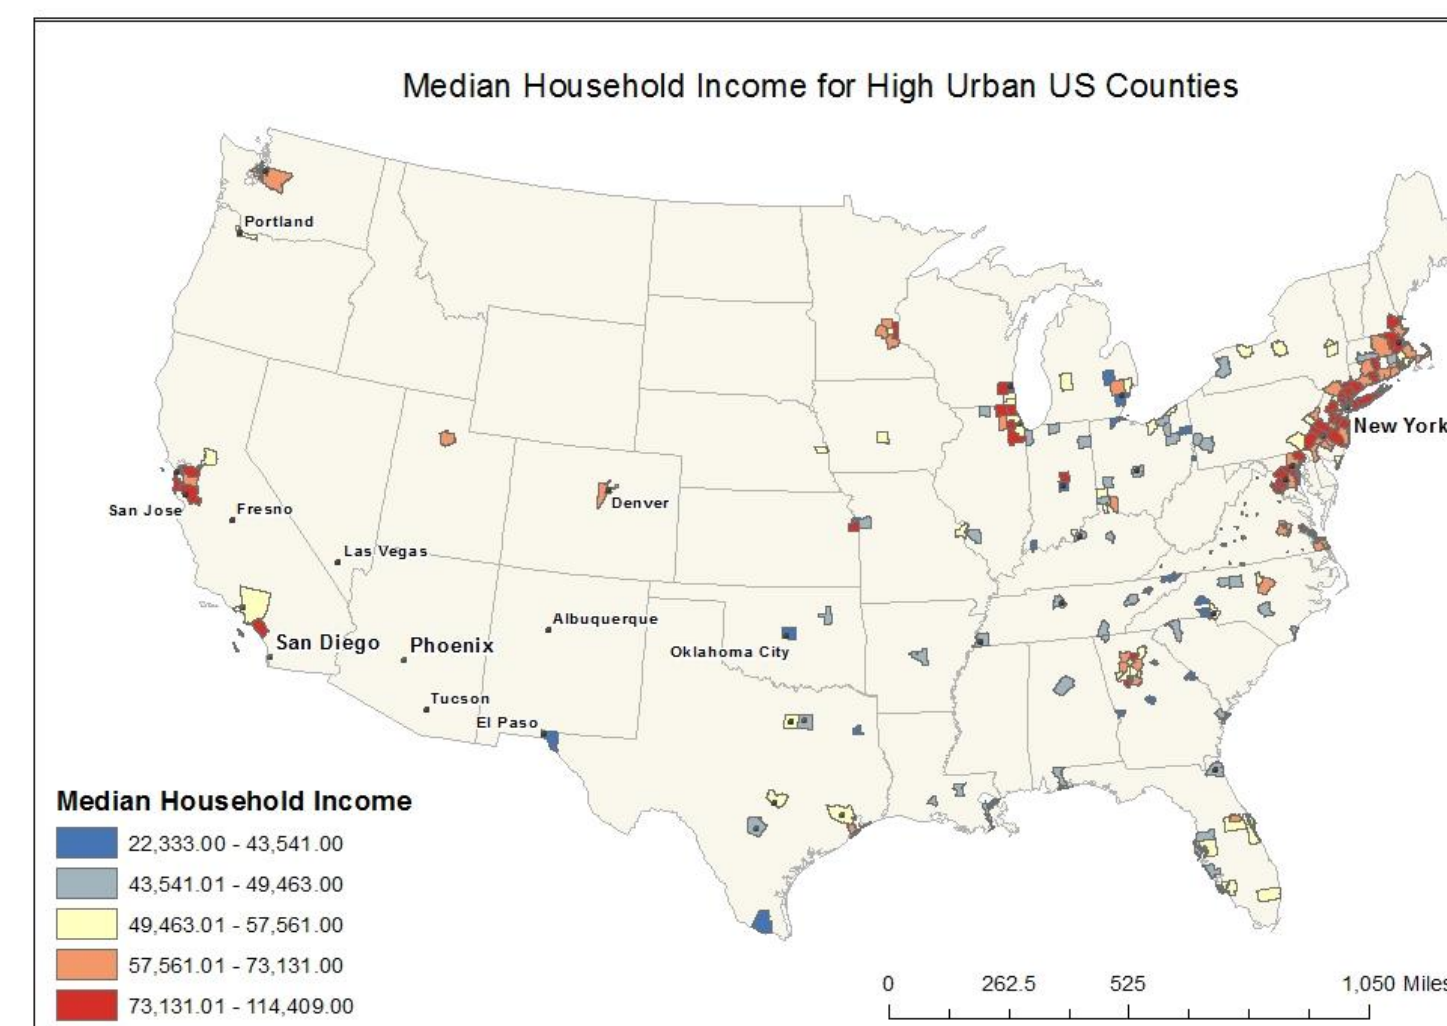 Median Household Income for High Urban US Counties
Portland
New York
San Jose
Fresno
Denver
Las Vegas
Albuquerque
San Diego
Phoenix
Oklahoma City
Tucson
El Paso
Median Household Income
22,333.00 - 43,541.00
43,541.01 - 49,463.00
49,463.01 - 57,561.00
57,561.01 - 73,131.00
73,131.01 - 114,409.00
0 262.5 525 1,050 Miles